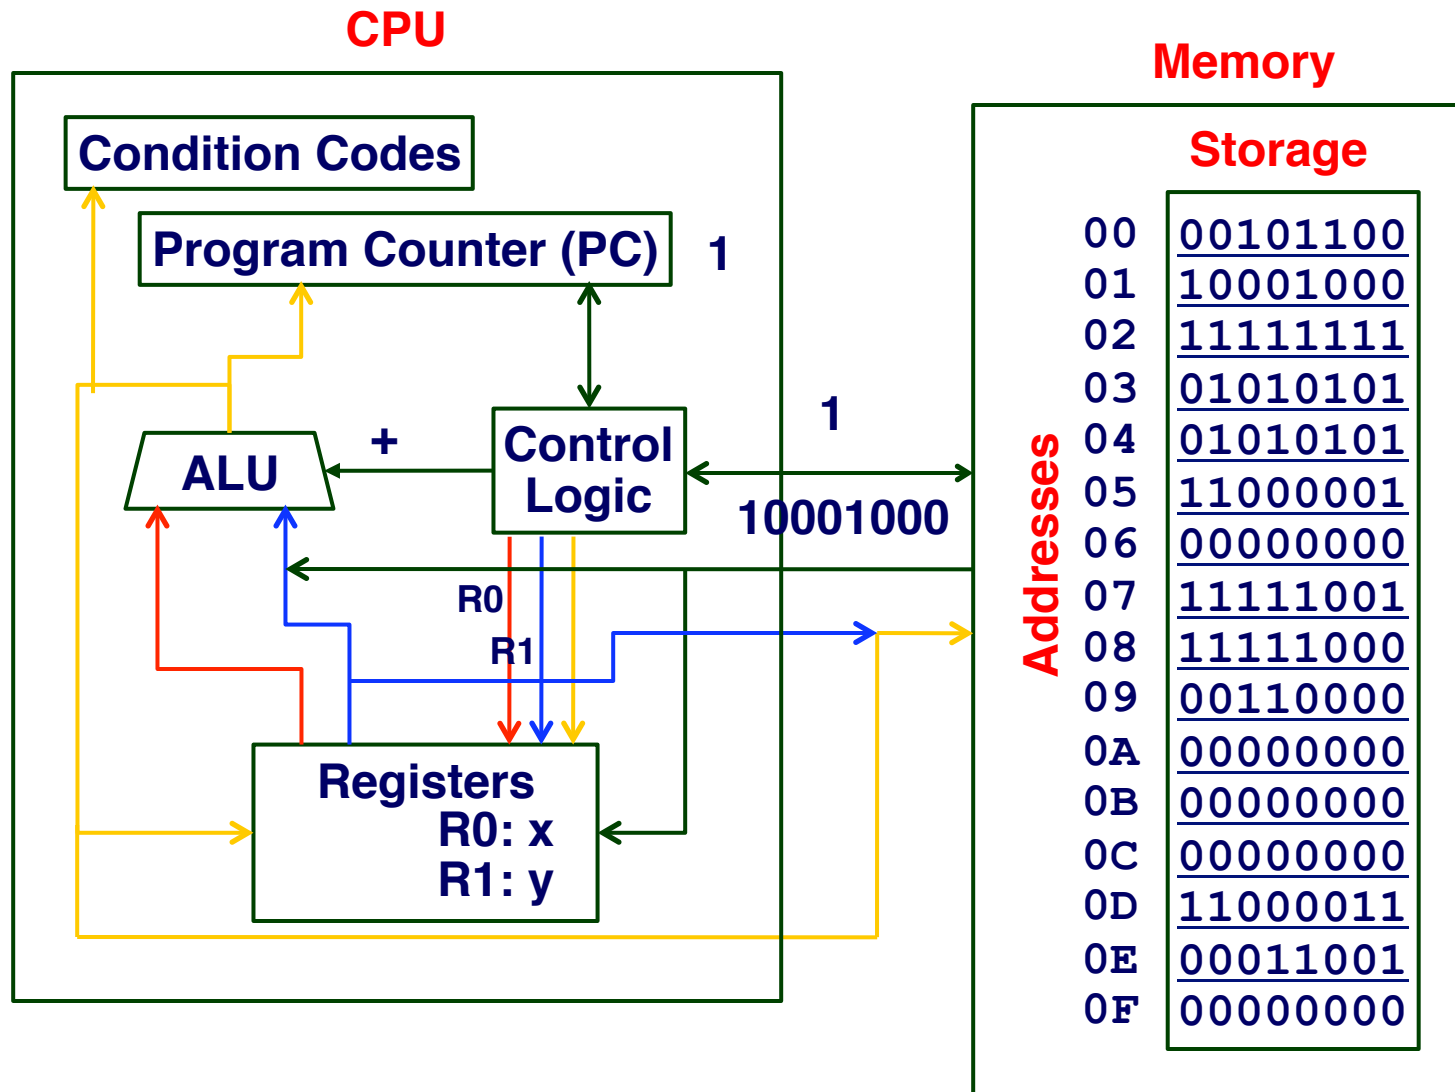 CPU
Condition Codes
Program Counter (PC) 1
+
ALU
Control
Logic
1
10001000
R0
R1
Registers
R0: x
R1: y
Memory
Storage
Addresses
00 00101100
01 10001000
02 11111111
03 01010101
04 01010101
05 11000001
06 00000000
07 11111001
08 11111000
09 00110000
0A 00000000
0B 00000000
0C 00000000
0D 11000011
0E 00011001
0F 00000000